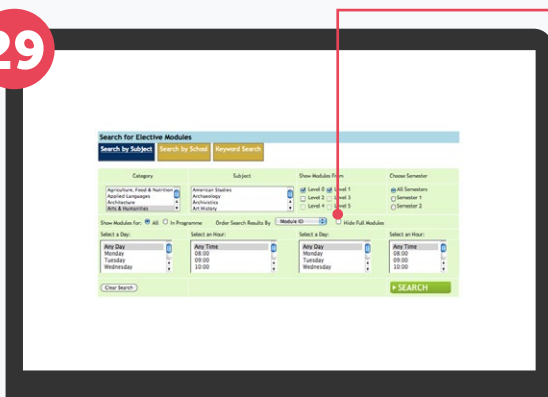 29
Search for Elective Modules
Search by Subject Search by School Keyword Search
Category Subject Show Modules From Choose Semester
Agriculture, Food & Nutrition American Studies Level 0 Level 1 All Semesters
Applied Languages Archaeology Level 2 Level 3 Semester 1
Architecture Archivistics Level 4 Level 5 Semester 2
Arts & Humanities Art History
Show Modules for: All In Programme Order Search Results By Module ID Hide Full Modules
Select a Day: Select an Hour: Select a Day: Select an Hour:
Any Day Any Time Any Day Any Time
Monday 08:00 Monday 08:00
Tuesday 09:00 Tuesday 09:00
Wednesday 10:00 Wednesday 10:00
Clear Search SEARCH